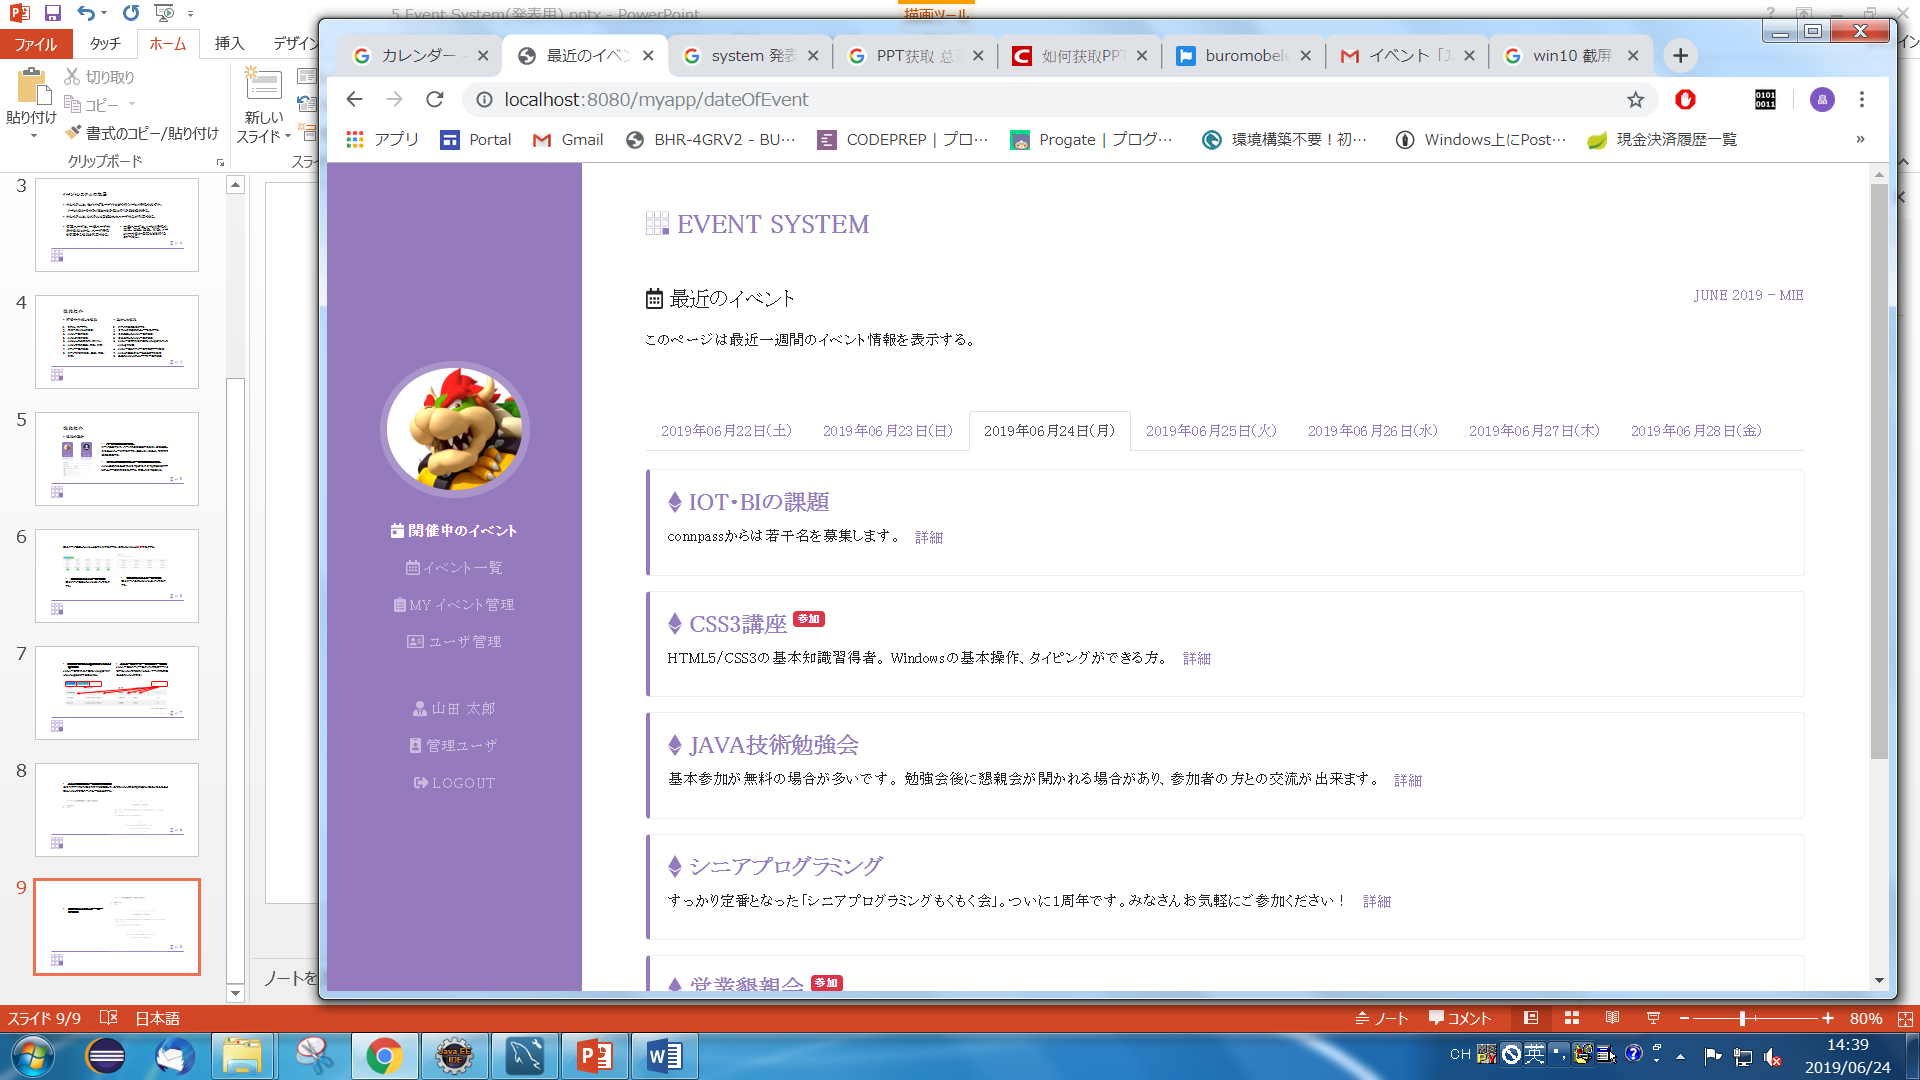 5.Event System(発表用).pptx - PowerPoint
描画ツール
ファイル タッチ ホーム 挿入 デザイン
貼り付け
切り取り
コピー
書式のコピー/貼り付け
クリップボード
新しい
スライド
スラ
カレンダー
最近のイベン
system 発表
PPT获取 总
如何获取PPT
buromobele
イベント「J
win10 截屏
localhost:8080/myapp/dateOfEvent
アプリ
Portal
Gmail
BHR-4GRV2 - BU…
CODEPREP | プロ…
Progate | プログ…
環境構築不要！初…
Windows上にPost…
現金決済履歴一覧
»
3
4
5
6
7
8
9
開催中のイベント
イベント一覧
MYイベント管理
ユーザ管理
山田 太郎
管理ユーザ
LOGOUT
EVENT SYSTEM
最近のイベント
JUNE 2019 - MIE
このページは最近一週間のイベント情報を表示する。
2019年06月22日(土) 2019年06月23日(日) 2019年06月24日(月) 2019年06月25日(火) 2019年06月26日(水) 2019年06月27日(木) 2019年06月28日(金)
IOT・BIの課題
connpassからは若干名を募集します。 詳細
CSS3講座 参加
HTML5/CSS3の基本知識習得者。Windowsの基本操作、タイピングができる方。 詳細
JAVA技術勉強会
基本参加が無料の場合が多いです。勉強会後に懇親会が開かれる場合があり、参加者の方との交流が出来ます。 詳細
シニアプログラミング
すっかり定番となった「シニアプログラミングもくもく会」。ついに1周年です。みなさんお気軽にご参加ください！ 詳細
営業懇親会 参加
ノートを
スライド 9/9 日本語
ノート コメント 80%
CH 英
14:39
2019/06/24